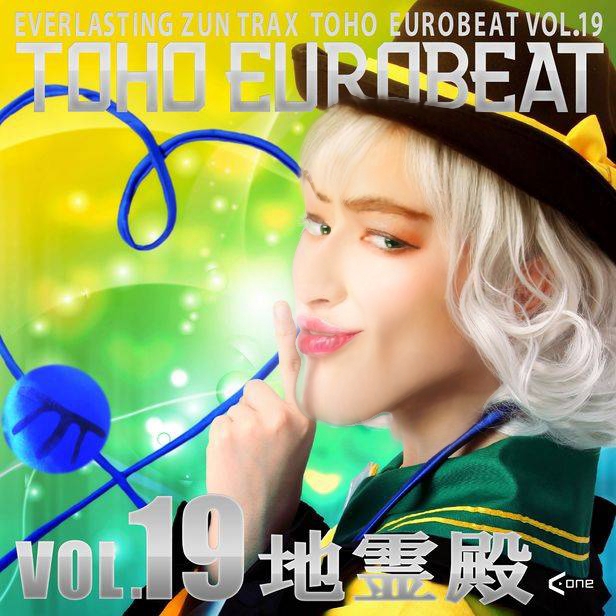 EVERLASTING ZUN TRAX TOHO EUROBEAT VOL.19
TOHO EUROBEAT
VOL.19 地霊殿
A-One